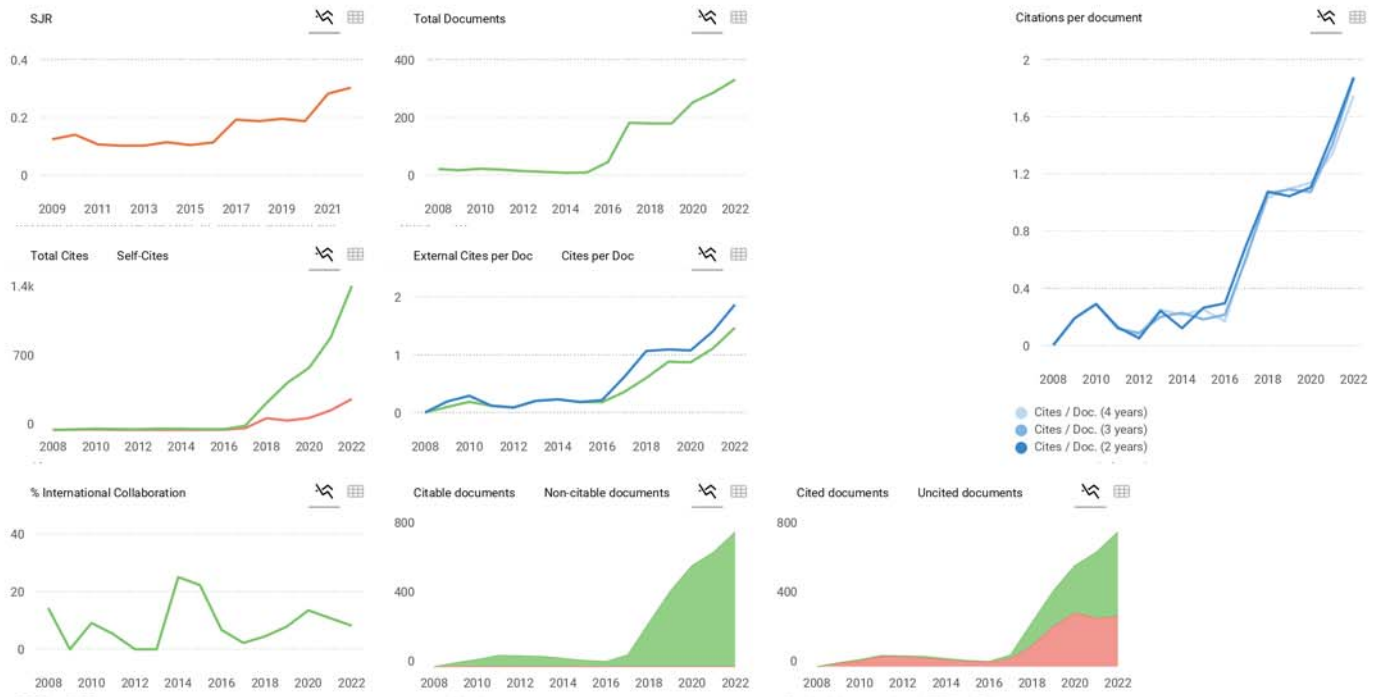 SJR
0.4
0.2
0
2009 2011 2013 2015 2017 2019 2021
Total Documents
400
200
0
2008 2010 2012 2014 2016 2018 2020 2022
Citations per document
2
1.6
1.2
0.8
0.4
0
2008 2010 2012 2014 2016 2018 2020 2022
Cites / Doc. (4 years)
Cites / Doc. (3 years)
Cites / Doc. (2 years)
Total Cites Self-Cites
1.4k
700
0
2008 2010 2012 2014 2016 2018 2020 2022
External Cites per Doc Cites per Doc
2
1
0
2008 2010 2012 2014 2016 2018 2020 2022
% International Collaboration
40
20
0
2008 2010 2012 2014 2016 2018 2020 2022
Citable documents Non-citable documents
800
400
0
2008 2010 2012 2014 2016 2018 2020 2022
Cited documents Uncited documents
800
400
0
2008 2010 2012 2014 2016 2018 2020 2022